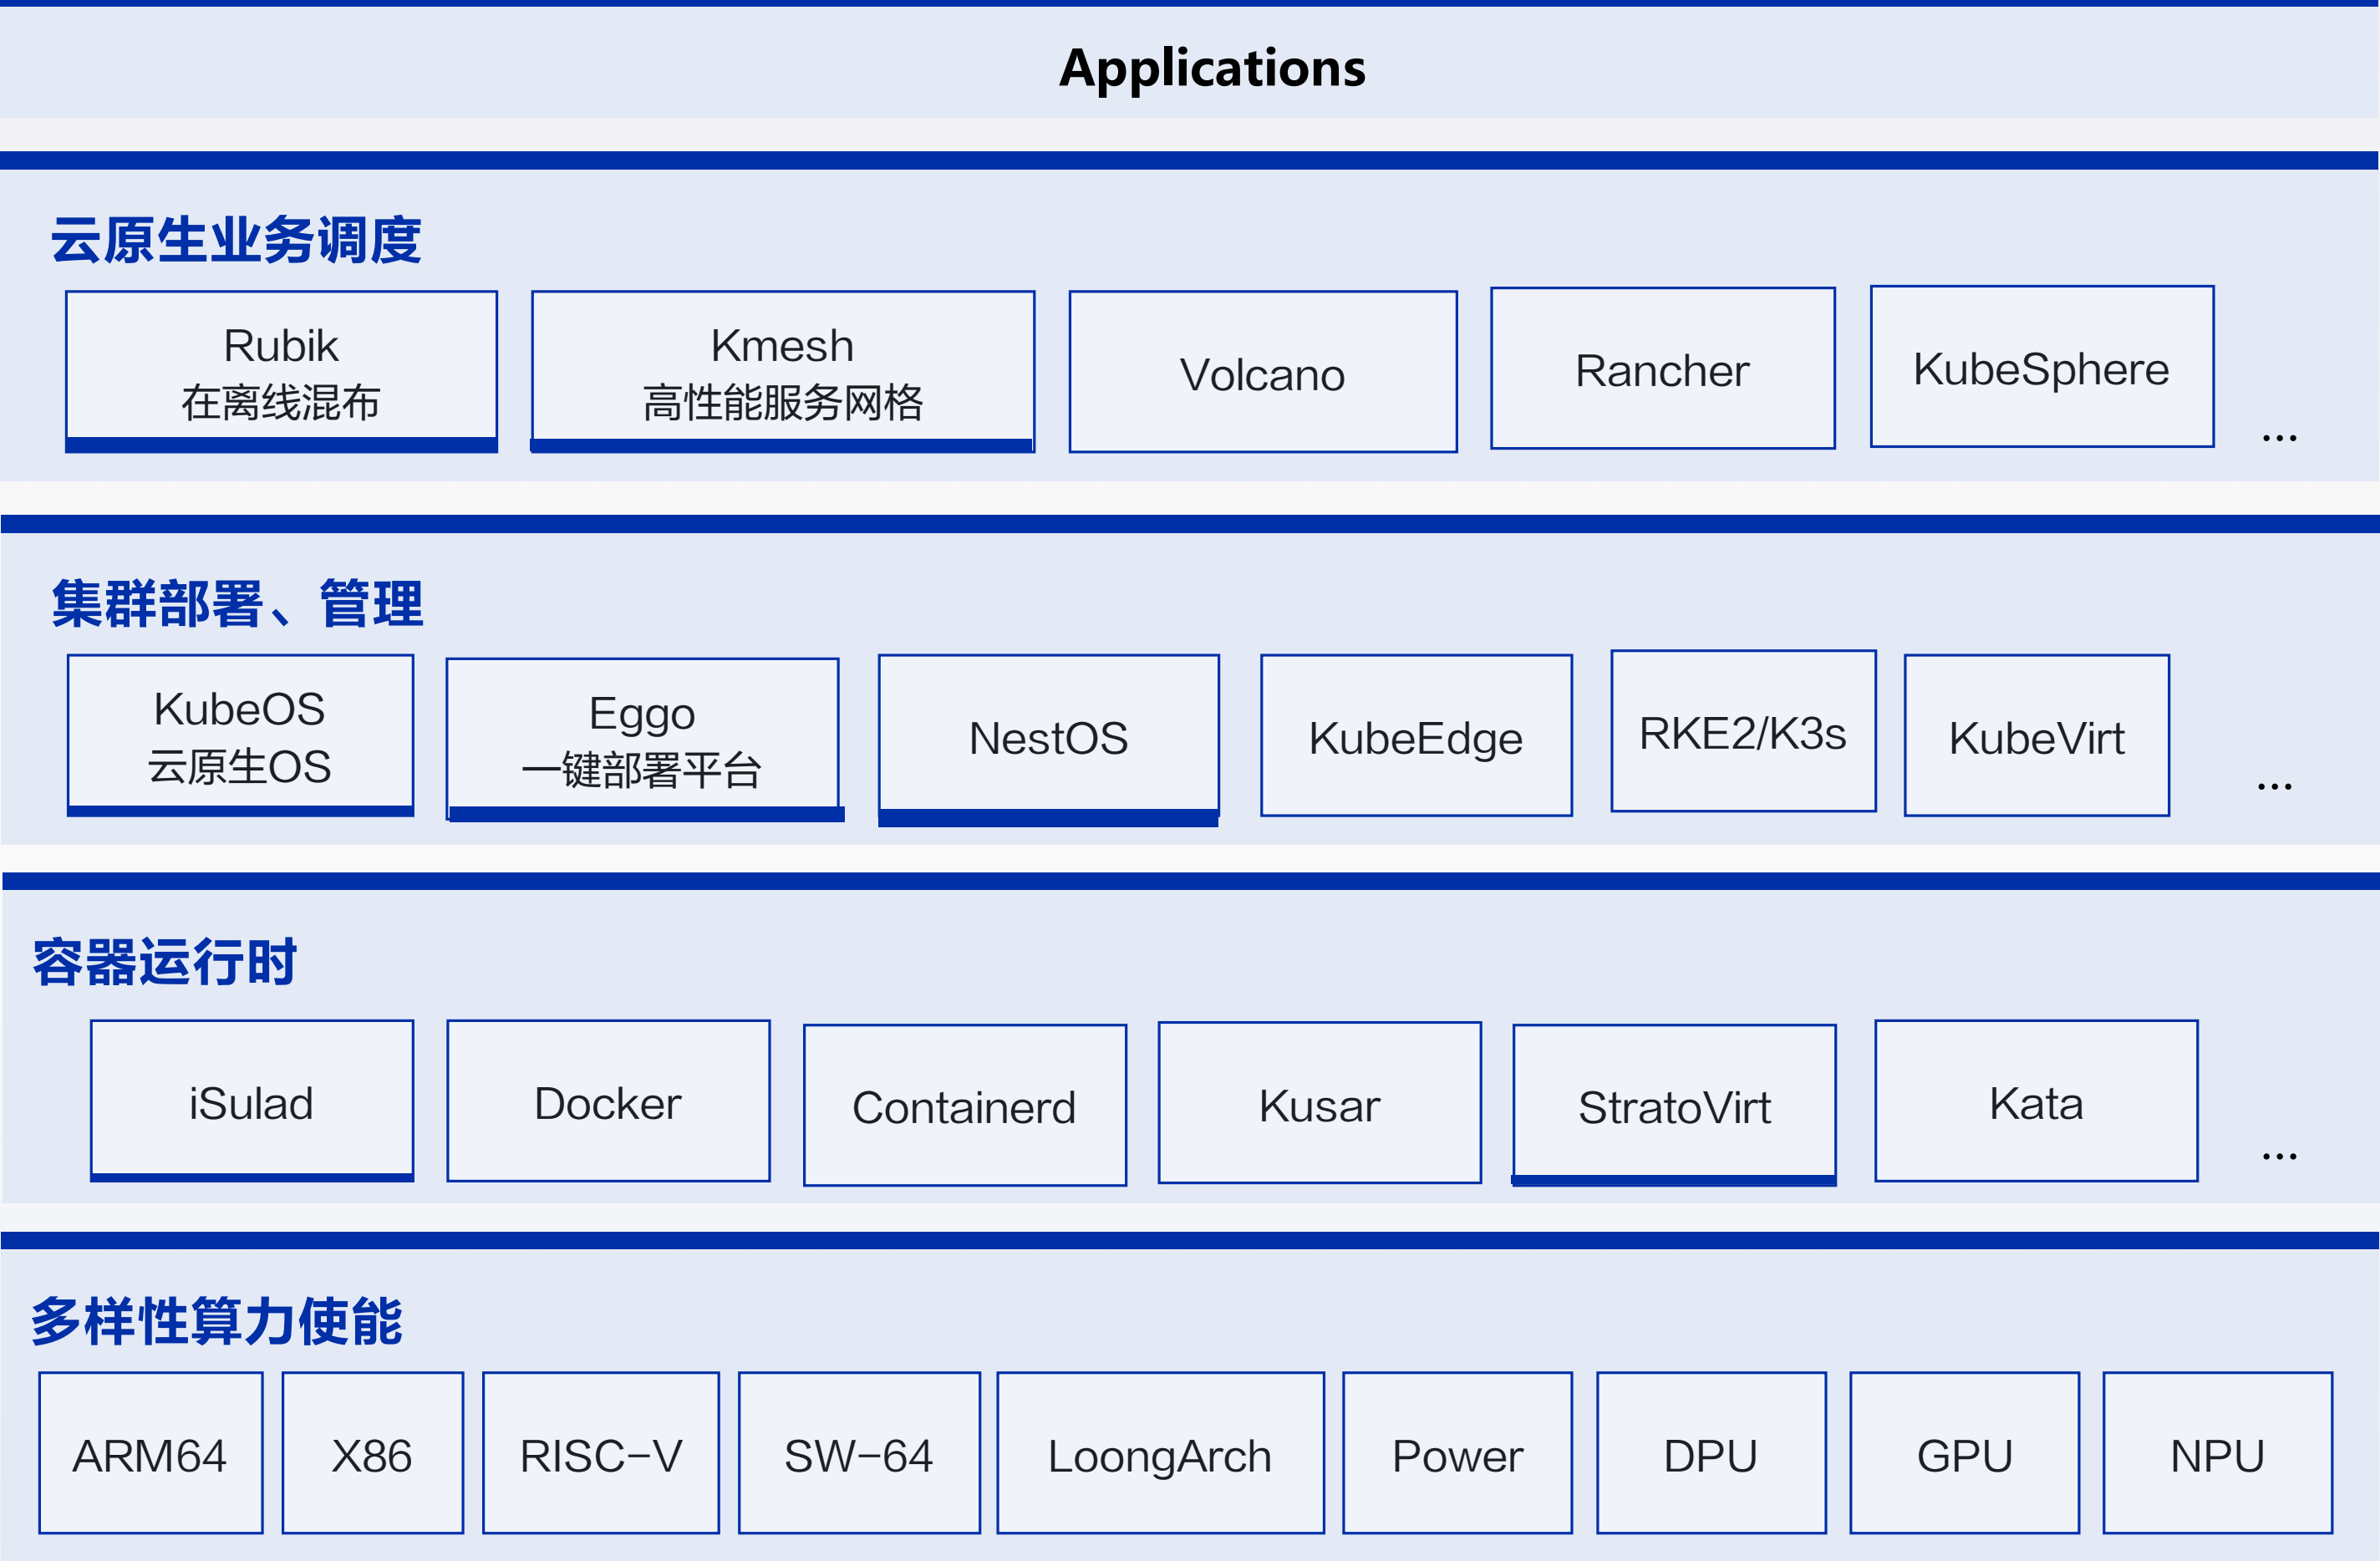 Applications
云原生业务调度
Rubik
在离线混布
Kmesh
高性能服务网格
Volcano
Rancher
KubeSphere
...
集群部署、管理
KubeOS
云原生OS
Eggo
一键部署平台
NestOS
KubeEdge
RKE2/K3s
KubeVirt
...
容器运行时
iSulad
Docker
Containerd
Kusar
StratoVirt
Kata
...
多样性算力使能
ARM64
X86
RISC-V
SW-64
LoongArch
Power
DPU
GPU
NPU